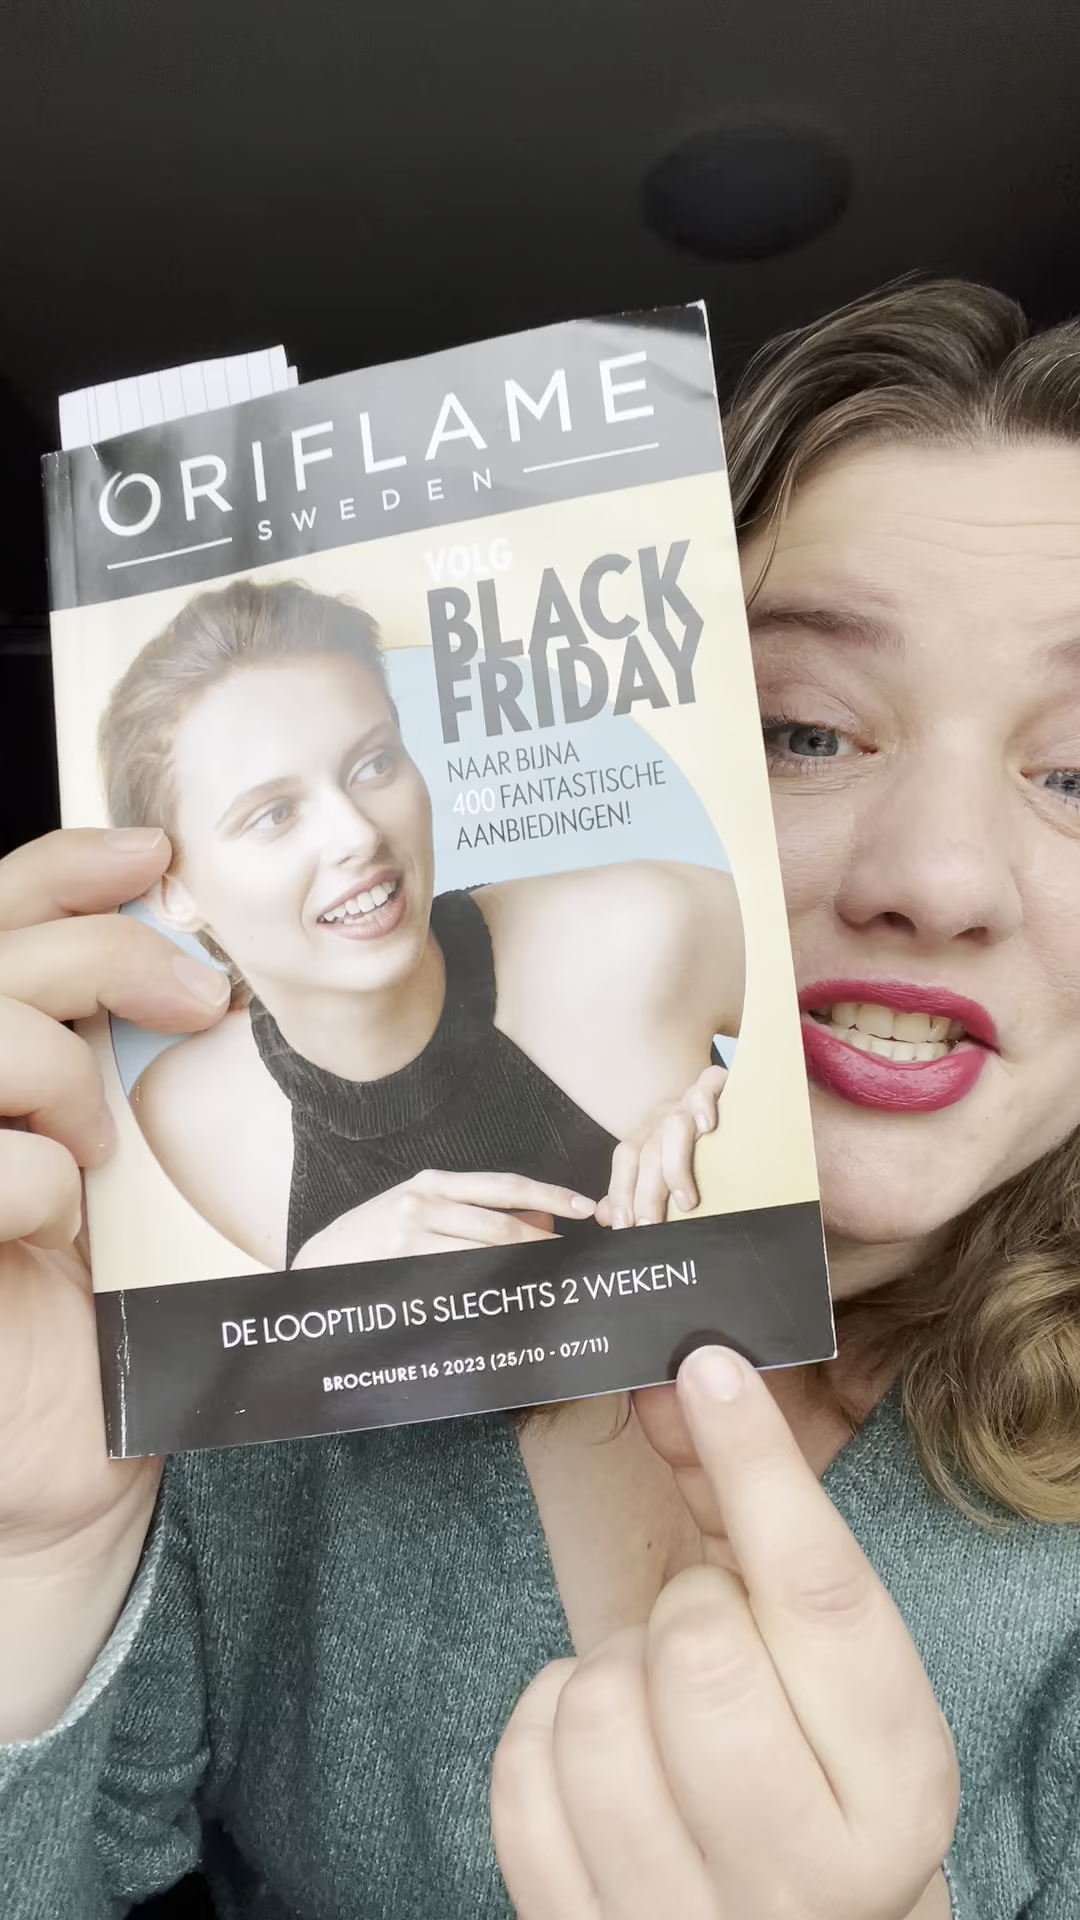 ORIFLAME
SWEDEN
VOLG
BLACK
FRIDAY
NAAR BIJNA
400 FANTASTISCHE
AANBIEDINGEN!
DE LOOPTIJD IS SLECHTS 2 WEKEN!
BROCHURE 16 2023 (25/10 - 07/11)